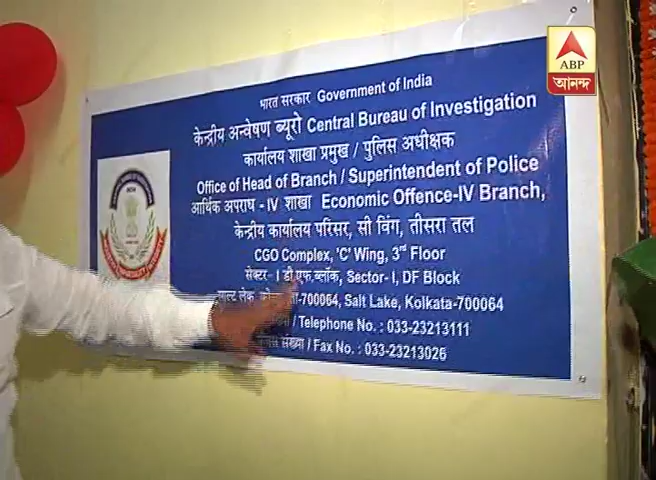 भारत सरकार Government of India
केन्द्रीय अन्वेषण ब्यूरो Central Bureau of Investigation
कार्यालय शाखा प्रमुख / पुलिस अधीक्षक
Office of Head of Branch / Superintendent of Police
आर्थिक अपराध - IV शाखा Economic Offence-IV Branch,
केन्द्रीय कार्यालय परिसर, सी विंग, तीसरा तल
CGO Complex, 'C' Wing, 3rd Floor
सेक्टर- I डी.एफ.ब्लॉक, Sector- I, DF Block
-700064, Salt Lake, Kolkata-700064
/ Telephone No. : 033-23213111
संख्या / Fax No. : 033-23213026
ABP
আনন্দ